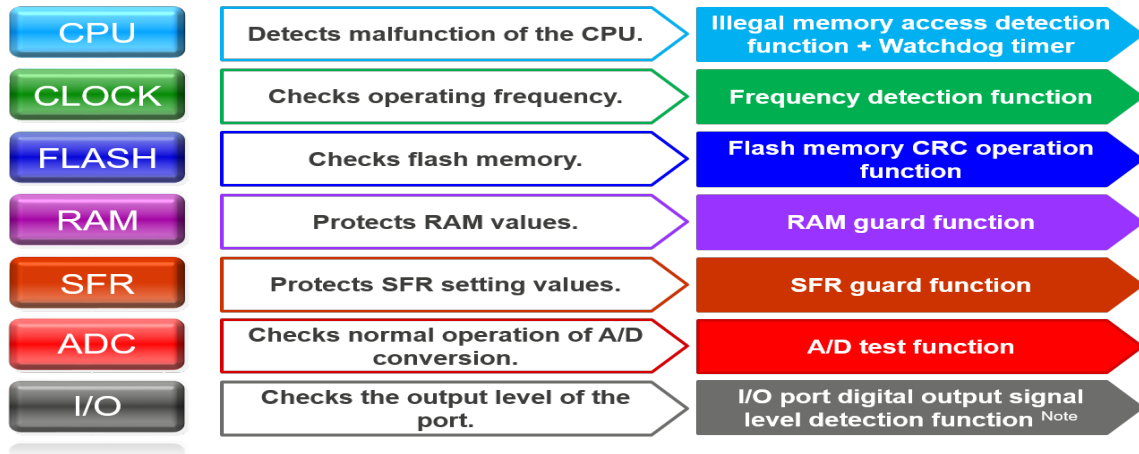 CPU
Detects malfunction of the CPU.
Illegal memory access detection
function + Watchdog timer
CLOCK
Checks operating frequency.
Frequency detection function
FLASH
Checks flash memory.
Flash memory CRC operation
function
RAM
Protects RAM values.
RAM guard function
SFR
Protects SFR setting values.
SFR guard function
ADC
Checks normal operation of A/D
conversion.
A/D test function
I/O
Checks the output level of the
port.
I/O port digital output signal
level detection function Note